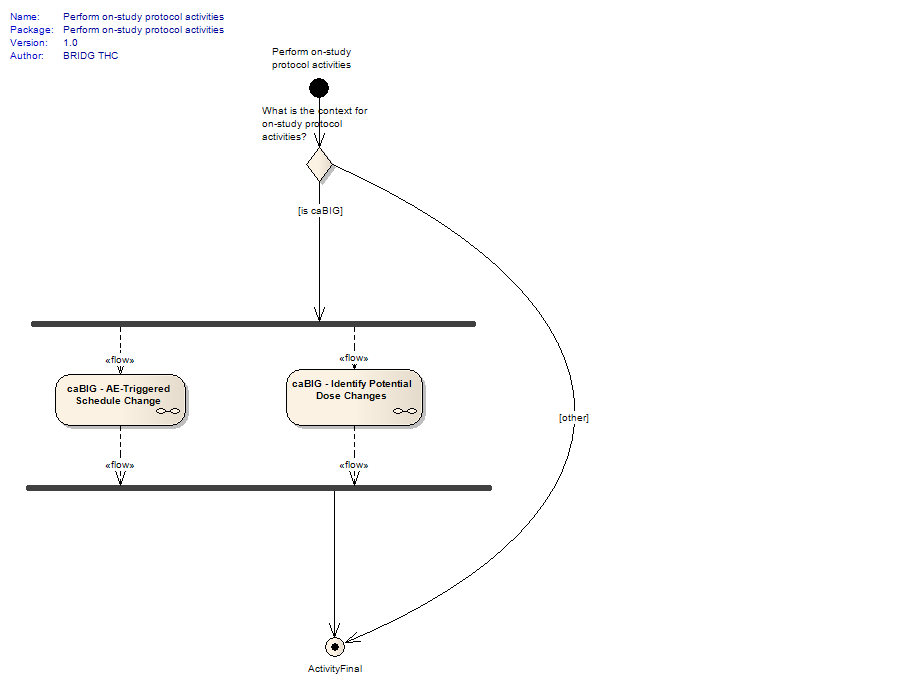 Name: Perform on-study protocol activities
Package: Perform on-study protocol activities
Version: 1.0
Author: BRIDG THC
Perform on-study
protocol activities
What is the context for
on-study protocol
activities?
[is caBIG]
«flow»
«flow»
caBIG - AE-Triggered
Schedule Change
caBIG - Identify Potential
Dose Changes
[other]
«flow»
«flow»
ActivityFinal